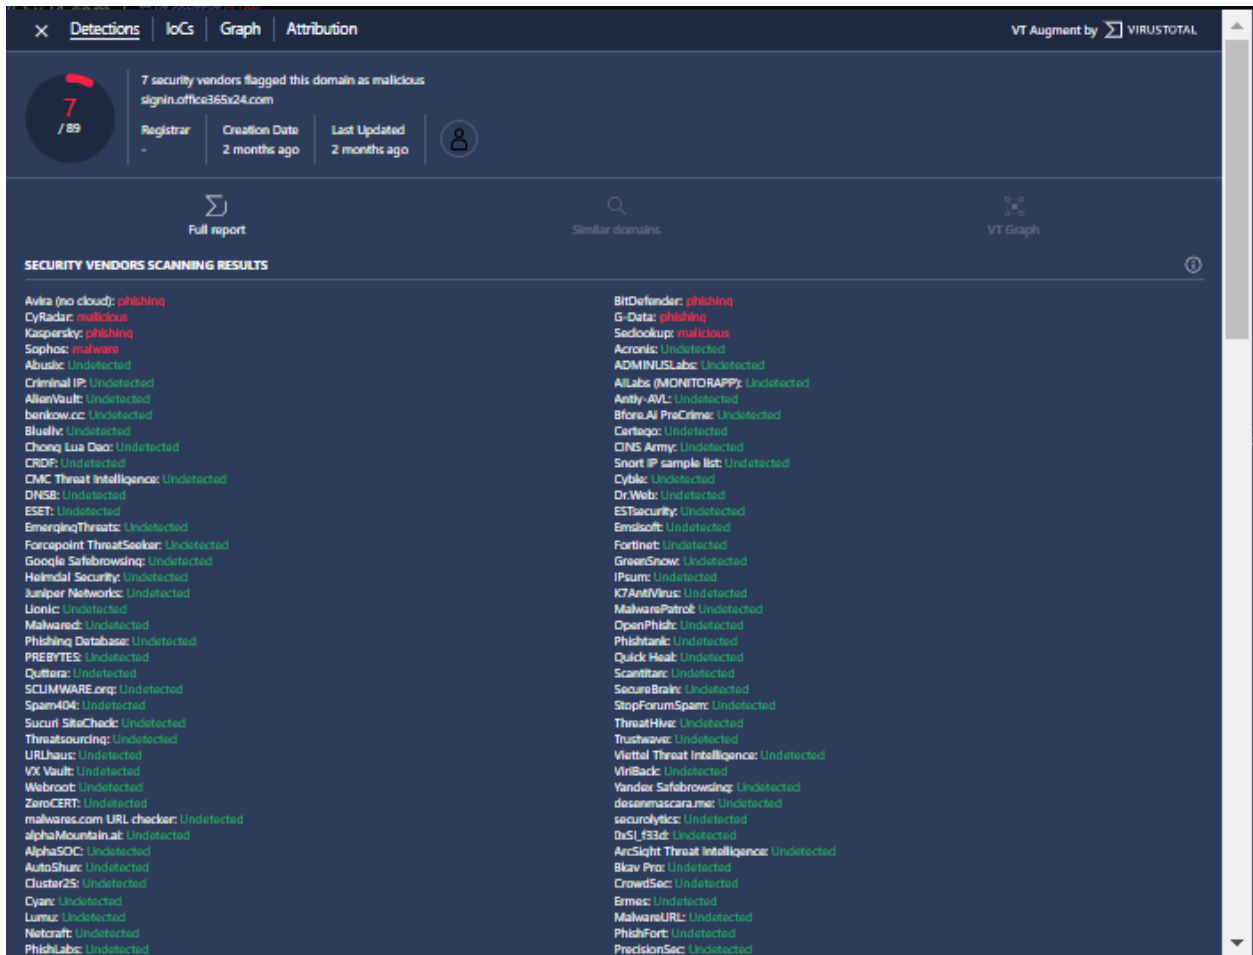 Detections IoCs Graph Attribution VT Augment by VIRUSTOTAL
7 security vendors flagged this domain as malicious
signin.office365x24.com
7
/ 89
Registrar Creation Date Last Updated
- 2 months ago 2 months ago
Full report Similar domains VT Graph
SECURITY VENDORS SCANNING RESULTS
Avira (no cloud): phishing BitDefender: phishing
CyRadar: malicious G-Data: phishing
Kaspersky: phishing Seclookup: malicious
Sophos: malware Acronis: Undetected
Abusix: Undetected ADMINUSLabs: Undetected
Criminal IP: Undetected AILabs (MONITORAPP): Undetected
AlienVault: Undetected Antiy-AVL: Undetected
benkow.cc: Undetected Bfore.Ai PreCrime: Undetected
Blueliv: Undetected Certego: Undetected
Chong Lua Dao: Undetected CINS Army: Undetected
CRDF: Undetected Snort IP sample list: Undetected
CMC Threat Intelligence: Undetected Cyble: Undetected
DNS8: Undetected Dr.Web: Undetected
ESET: Undetected ESTsecurity: Undetected
EmergingThreats: Undetected Emsisoft: Undetected
Forcepoint ThreatSeeker: Undetected Fortinet: Undetected
Google Safebrowsing: Undetected GreenSnow: Undetected
Heimdal Security: Undetected IPsum: Undetected
Juniper Networks: Undetected K7AntiVirus: Undetected
Lionic: Undetected MalwarePatrol: Undetected
Malwared: Undetected OpenPhish: Undetected
Phishing Database: Undetected Phishtank: Undetected
PREBYTES: Undetected Quick Heal: Undetected
Quttera: Undetected Scantitan: Undetected
SCUMWARE.org: Undetected SecureBrain: Undetected
Spam404: Undetected StopForumSpam: Undetected
Sucuri SiteCheck: Undetected ThreatHive: Undetected
Threatsourcing: Undetected Trustwave: Undetected
URLhaus: Undetected Viettel Threat Intelligence: Undetected
VX Vault: Undetected ViriBack: Undetected
Webroot: Undetected Yandex Safebrowsing: Undetected
ZeroCERT: Undetected desenmascara.me: Undetected
malwares.com URL checker: Undetected securolytics: Undetected
alphaMountain.ai: Undetected 0xSI_f33d: Undetected
AlphaSOC: Undetected ArcSight Threat Intelligence: Undetected
AutoShun: Undetected Bkav Pro: Undetected
Cluster25: Undetected CrowdSec: Undetected
Cyan: Undetected Ermes: Undetected
Lumu: Undetected MalwareURL: Undetected
Netcraft: Undetected PhishFort: Undetected
PhishLabs: Undetected PrecisionSec: Undetected